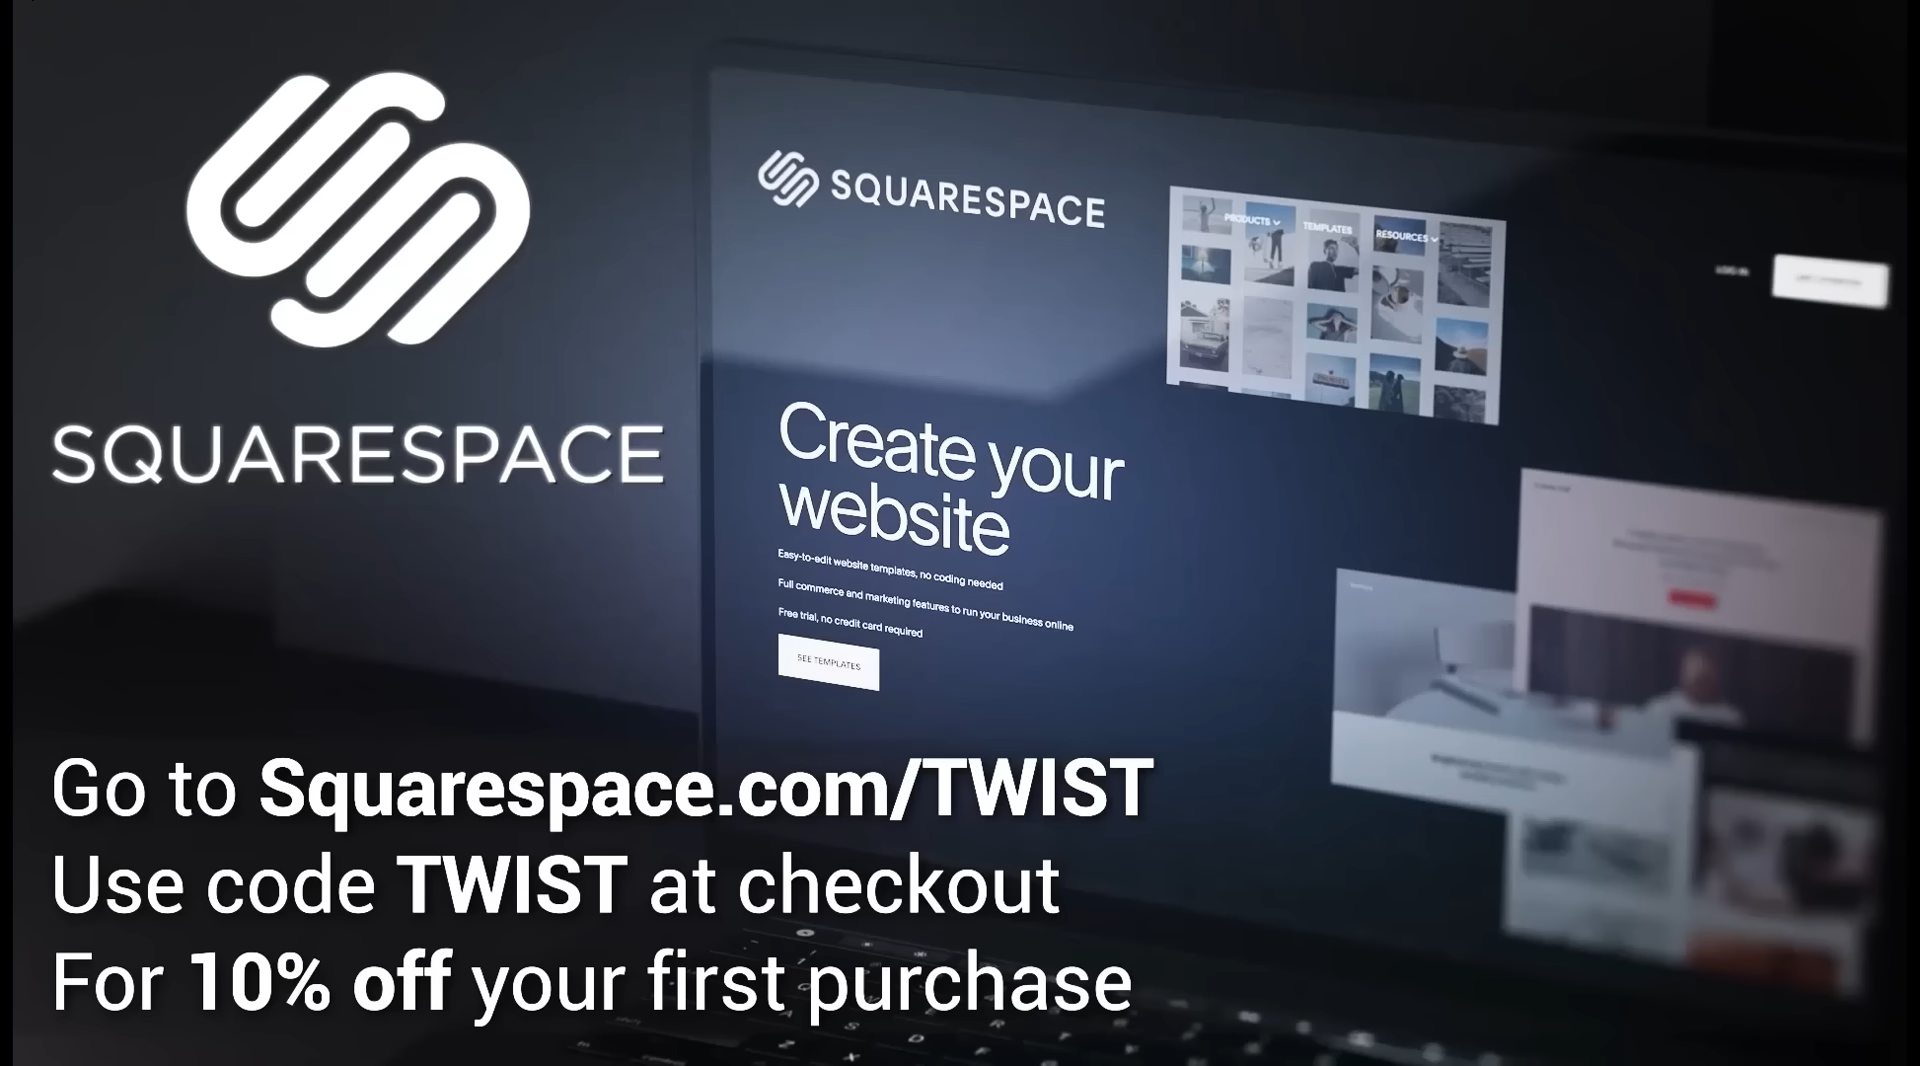 SQUARESPACE
SQUARESPACE
PRODUCTS TEMPLATES RESOURCES
Create your
website
Easy-to-edit website templates, no coding needed
Full commerce and marketing features to run your business online
Free trial, no credit card required
SEE TEMPLATES
Go to Squarespace.com/TWIST
Use code TWIST at checkout
For 10% off your first purchase